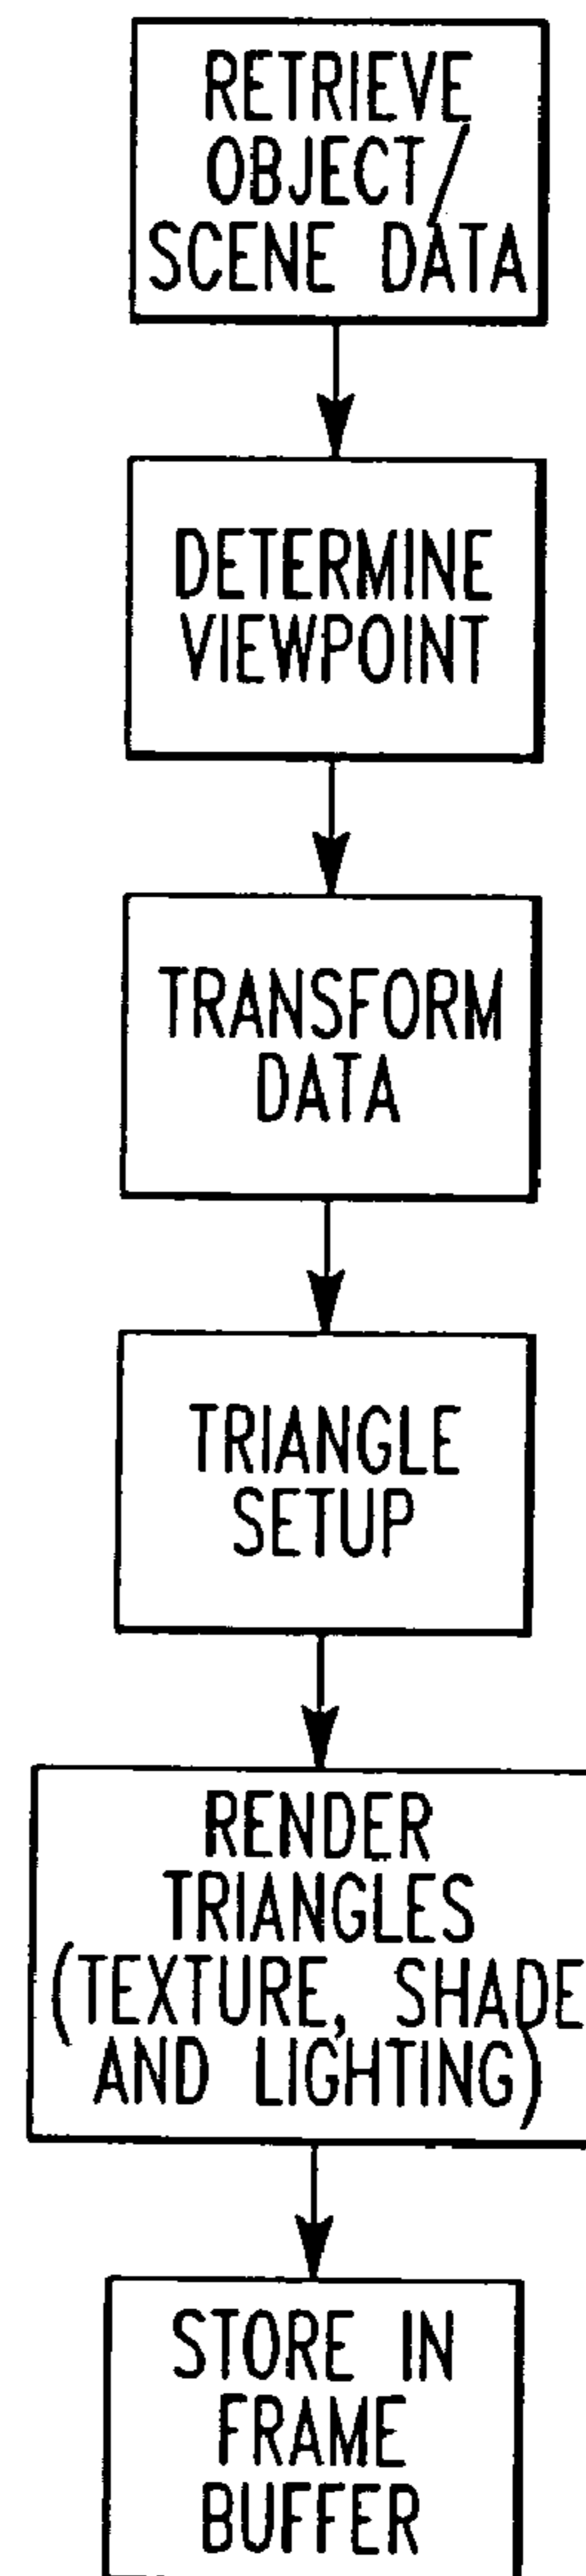 RETRIEVE
OBJECT/
SCENE DATA
DETERMINE
VIEWPOINT
TRANSFORM
DATA
TRIANGLE
SETUP
RENDER
TRIANGLES
(TEXTURE, SHADE
AND LIGHTING)
STORE IN
FRAME
BUFFER